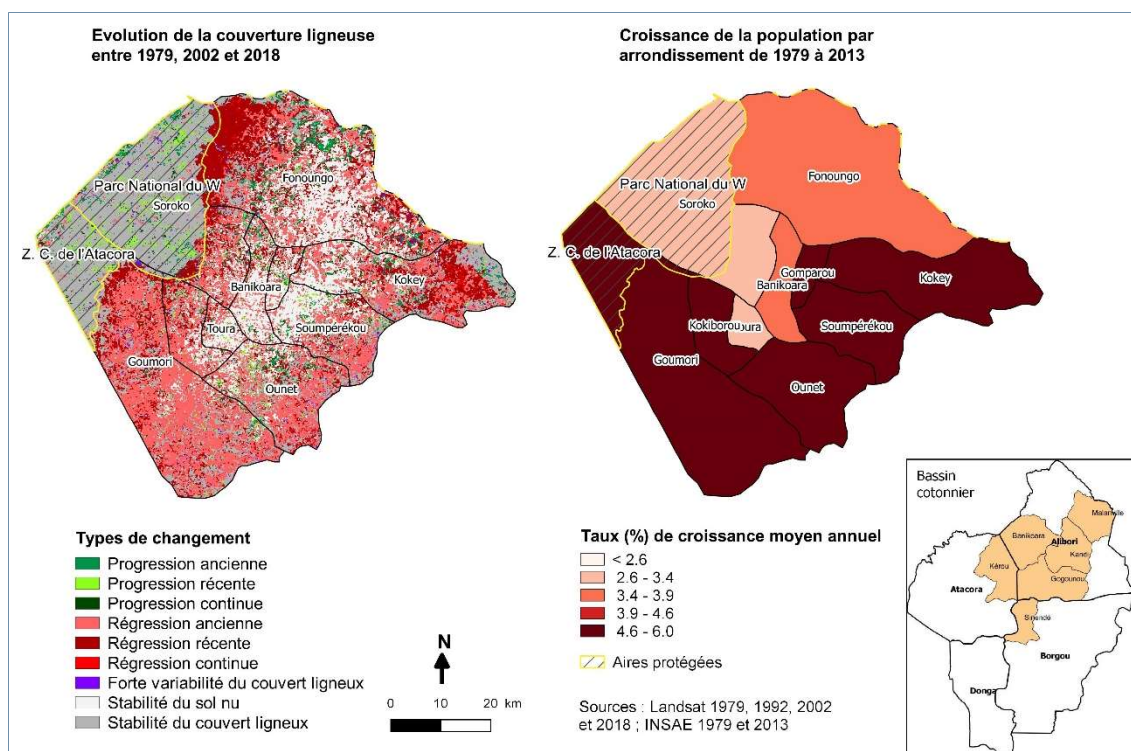 Evolution de la couverture ligneuse
entre 1979, 2002 et 2018
Parc National du W
Soroko
Fonoungo
Z. C. de l'Atacora
Banikoara
Kokey
Toura
Soumpérékou
Goumori
Ounet
Types de changement
Progression ancienne
Progression récente
Progression continue
Régression ancienne
Régression récente
Régression continue
Forte variabilité du couvert ligneux
Stabilité du sol nu
Stabilité du couvert ligneux
N
0 10 20 km
Croissance de la population par
arrondissement de 1979 à 2013
Parc National du W
Soroko
Fonoungo
Z. C. de l'Atacora
Gomparou
Banikoara
Kokey
Kokiborou
oura
Soumpérékou
Goumori
Ounet
Taux (%) de croissance moyen annuel
< 2.6
2.6 - 3.4
3.4 - 3.9
3.9 - 4.6
4.6 - 6.0
Aires protégées
Sources : Landsat 1979, 1992, 2002
et 2018 ; INSAE 1979 et 2013
Bassin
cotonnier
Malanville
Banikoara
Alibori
Kandi
Kérou
Gogounou
Atacora
Sinendé
Borgou
Donga